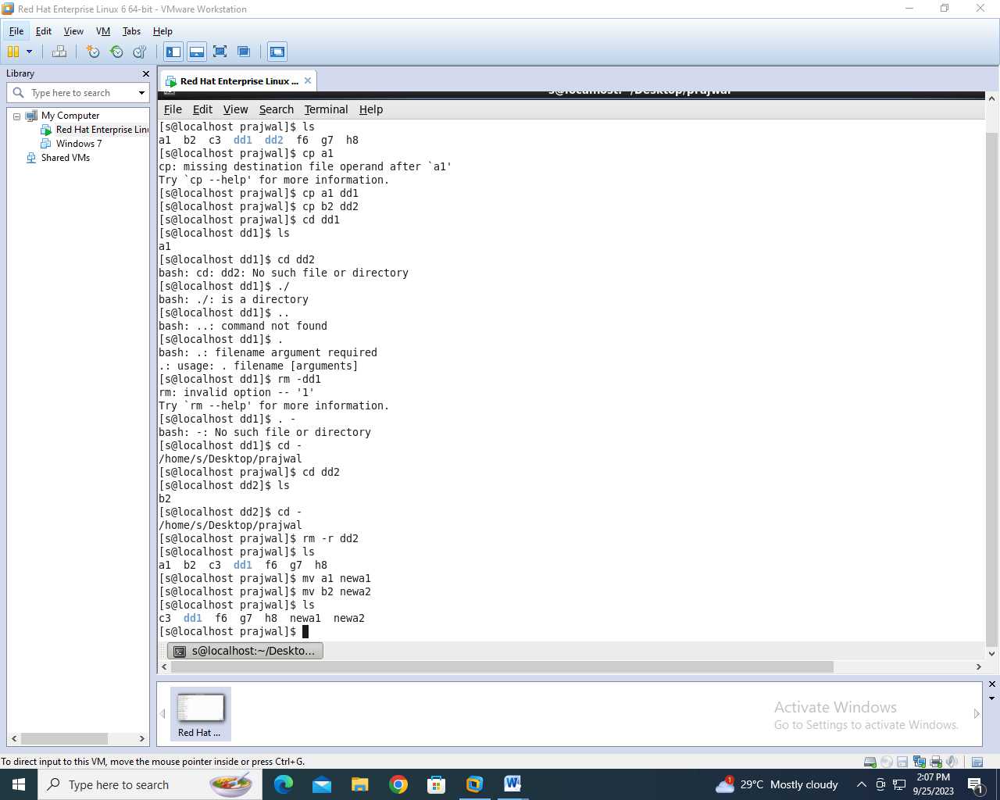 Red Hat Enterprise Linux 6 64-bit - VMware Workstation
File Edit View VM Tabs Help
Library
Type here to search
My Computer
Red Hat Enterprise Linu
Windows 7
Shared VMs
Red Hat Enterprise Linux ...
s@localhost:~/Desktop/prajwal
File Edit View Search Terminal Help
[s@localhost prajwal]$ ls
a1 b2 c3 dd1 dd2 f6 g7 h8
[s@localhost prajwal]$ cp a1
cp: missing destination file operand after `a1'
Try `cp --help' for more information.
[s@localhost prajwal]$ cp a1 dd1
[s@localhost prajwal]$ cp b2 dd2
[s@localhost prajwal]$ cd dd1
[s@localhost dd1]$ ls
a1
[s@localhost dd1]$ cd dd2
bash: cd: dd2: No such file or directory
[s@localhost dd1]$ ./
bash: ./: is a directory
[s@localhost dd1]$ ..
bash: ..: command not found
[s@localhost dd1]$ .
bash: .: filename argument required
.: usage: . filename [arguments]
[s@localhost dd1]$ rm -dd1
rm: invalid option -- '1'
Try `rm --help' for more information.
[s@localhost dd1]$ . -
bash: -: No such file or directory
[s@localhost dd1]$ cd -
/home/s/Desktop/prajwal
[s@localhost prajwal]$ cd dd2
[s@localhost dd2]$ ls
b2
[s@localhost dd2]$ cd -
/home/s/Desktop/prajwal
[s@localhost prajwal]$ rm -r dd2
[s@localhost prajwal]$ ls
a1 b2 c3 dd1 f6 g7 h8
[s@localhost prajwal]$ mv a1 newa1
[s@localhost prajwal]$ mv b2 newa2
[s@localhost prajwal]$ ls
c3 dd1 f6 g7 h8 newa1 newa2
[s@localhost prajwal]$
s@localhost:~/Deskto...
Red Hat ...
Activate Windows
Go to Settings to activate Windows.
To direct input to this VM, move the mouse pointer inside or press Ctrl+G.
Type here to search
1
29°C Mostly cloudy
2:07 PM
9/25/2023
1